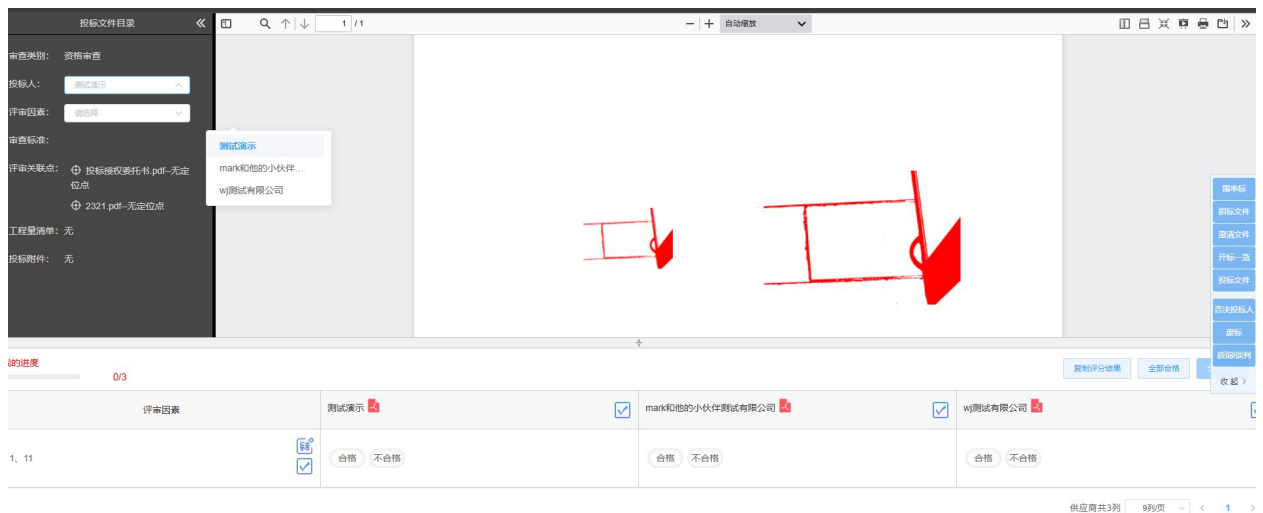 投标文件目录
1 / 1
自动缩放
审查类别： 资格审查
投标人： 测试演示
评审因素： 请选择
审查标准：
评审关联点： 投标授权委托书.pdf--无定位点
2321.pdf--无定位点
工程量清单： 无
投标附件： 无
测试演示
mark和他的小伙伴...
wj测试有限公司
围串标
招标文件
澄清文件
开标一览
投标文件
否决投标人
废标
质询/谈判
收起 >
的进度
0/3
复制评分结果
全部合格
评审因素
测试演示
mark和他的小伙伴测试有限公司
wj测试有限公司
1、11
合格 不合格
合格 不合格
合格 不合格
供应商共3列 9列/页 < 1 >